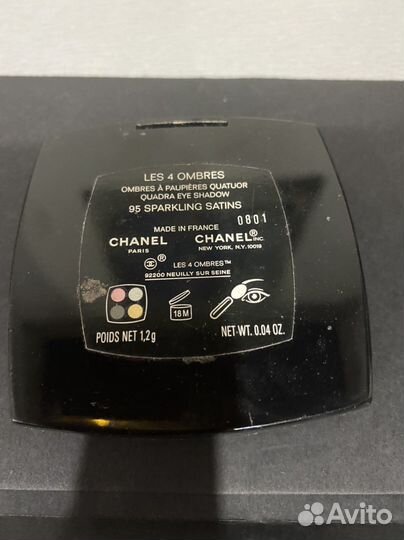 LES 4 OMBRES
OMBRES À PAUPIÈRES QUATUOR
QUADRA EYE SHADOW
95 SPARKLING SATINS
0801
MADE IN FRANCE
CHANEL CHANEL® INC.
PARIS NEW YORK, N.Y. 10019
® LES 4 OMBRES™
92200 NEUILLY SUR SEINE
18 M
POIDS NET 1,2g NET WT. 0.04 OZ.
Avito